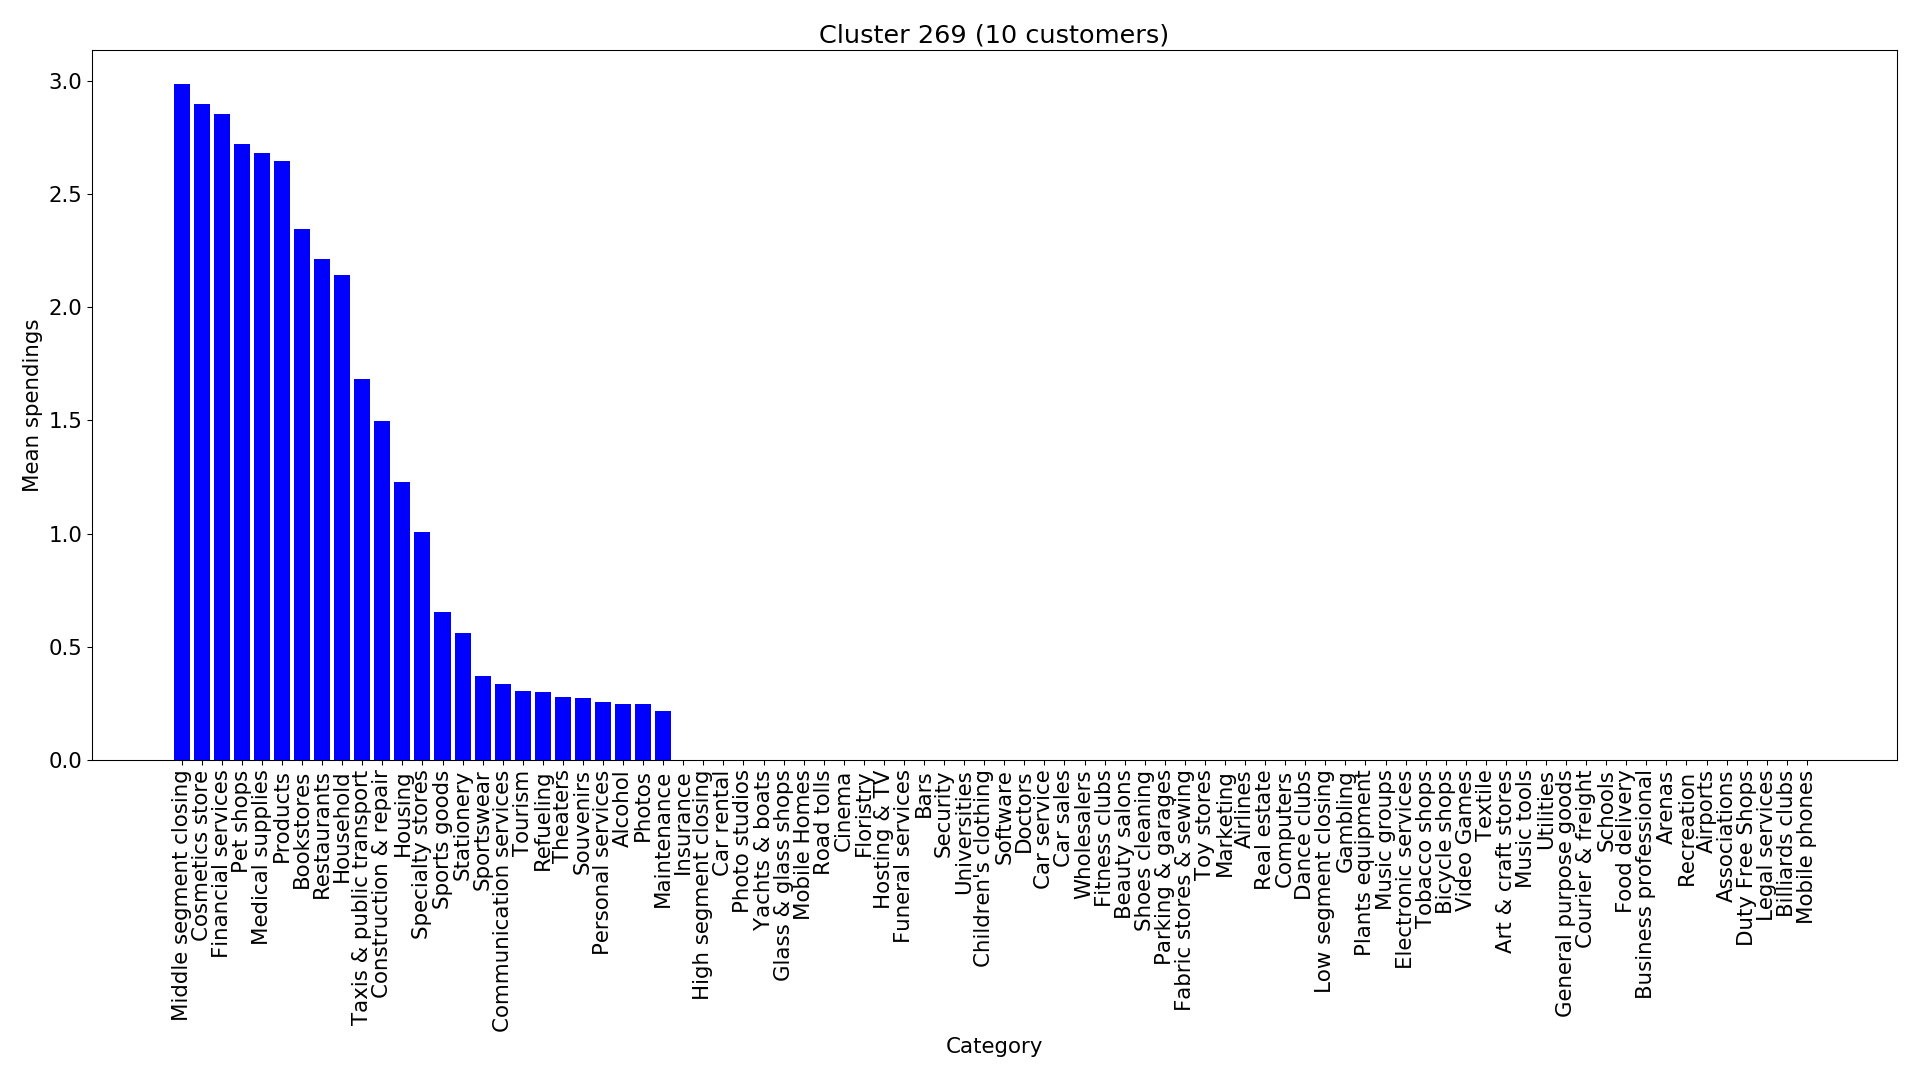 Cluster 269 (10 customers)
Mean spendings
3.0
2.5
2.0
1.5
1.0
0.5
0.0
Middle segment closing
Cosmetics store
Financial services
Pet shops
Medical supplies
Products
Bookstores
Restaurants
Household
Taxis & public transport
Construction & repair
Housing
Specialty stores
Sports goods
Stationery
Sportswear
Communication services
Tourism
Refueling
Theaters
Souvenirs
Personal services
Alcohol
Photos
Maintenance
Insurance
High segment closing
Car rental
Photo studios
Yachts & boats
Glass & glass shops
Mobile Homes
Road tolls
Cinema
Floristry
Hosting & TV
Funeral services
Bars
Security
Universities
Children's clothing
Software
Doctors
Car service
Car sales
Wholesalers
Fitness clubs
Beauty salons
Shoes cleaning
Parking & garages
Fabric stores & sewing
Toy stores
Marketing
Airlines
Real estate
Computers
Dance clubs
Low segment closing
Gambling
Plants equipment
Music groups
Electronic services
Tobacco shops
Bicycle shops
Video Games
Textile
Art & craft stores
Music tools
Utilities
General purpose goods
Courier & freight
Schools
Food delivery
Business professional
Arenas
Recreation
Airports
Associations
Duty Free Shops
Legal services
Billiards clubs
Mobile phones
Category